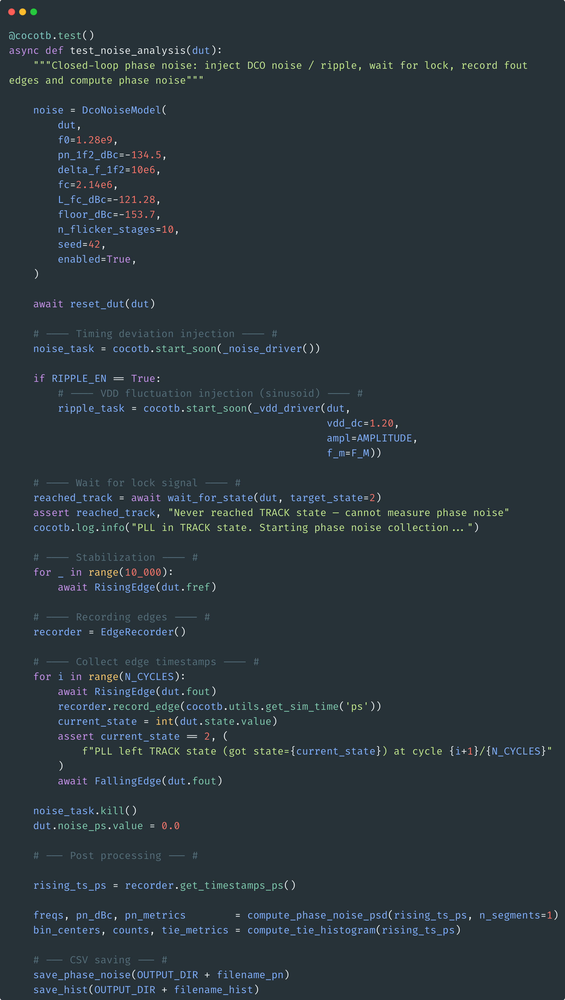 @cocotb.test()
async def test_noise_analysis(dut):
    """Closed-loop phase noise: inject DCO noise / ripple, wait for lock, record fout
edges and compute phase noise"""
    noise = DcoNoiseModel(
        dut,
        f0=1.28e9,
        pn_1f2_dBc=-134.5,
        delta_f_1f2=10e6,
        fc=2.14e6,
        L_fc_dBc=-121.28,
        floor_dBc=-153.7,
        n_flicker_stages=10,
        seed=42,
        enabled=True,
    )
    await reset_dut(dut)
    # ---- Timing deviation injection ---- #
    noise_task = cocotb.start_soon(_noise_driver())
    if RIPPLE_EN == True:
        # ---- VDD fluctuation injection (sinusoid) ---- #
        ripple_task = cocotb.start_soon(_vdd_driver(dut,
                                                    vdd_dc=1.20,
                                                    ampl=AMPLITUDE,
                                                    f_m=F_M))
    # ---- Wait for lock signal ---- #
    reached_track = await wait_for_state(dut, target_state=2)
    assert reached_track, "Never reached TRACK state — cannot measure phase noise"
    cocotb.log.info("PLL in TRACK state. Starting phase noise collection...")
    # ---- Stabilization ---- #
    for _ in range(10_000):
        await RisingEdge(dut.fref)
    # ---- Recording edges ---- #
    recorder = EdgeRecorder()
    # ---- Collect edge timestamps ---- #
    for i in range(N_CYCLES):
        await RisingEdge(dut.fout)
        recorder.record_edge(cocotb.utils.get_sim_time('ps'))
        current_state = int(dut.state.value)
        assert current_state == 2, (
            f"PLL left TRACK state (got state={current_state}) at cycle {i+1}/{N_CYCLES}"
        )
        await FallingEdge(dut.fout)
    noise_task.kill()
    dut.noise_ps.value = 0.0
    # --- Post processing --- #
    rising_ts_ps = recorder.get_timestamps_ps()
    freqs, pn_dBc, pn_metrics        = compute_phase_noise_psd(rising_ts_ps, n_segments=1)
    bin_centers, counts, tie_metrics = compute_tie_histogram(rising_ts_ps)
    # --- CSV saving --- #
    save_phase_noise(OUTPUT_DIR + filename_pn)
    save_hist(OUTPUT_DIR + filename_hist)